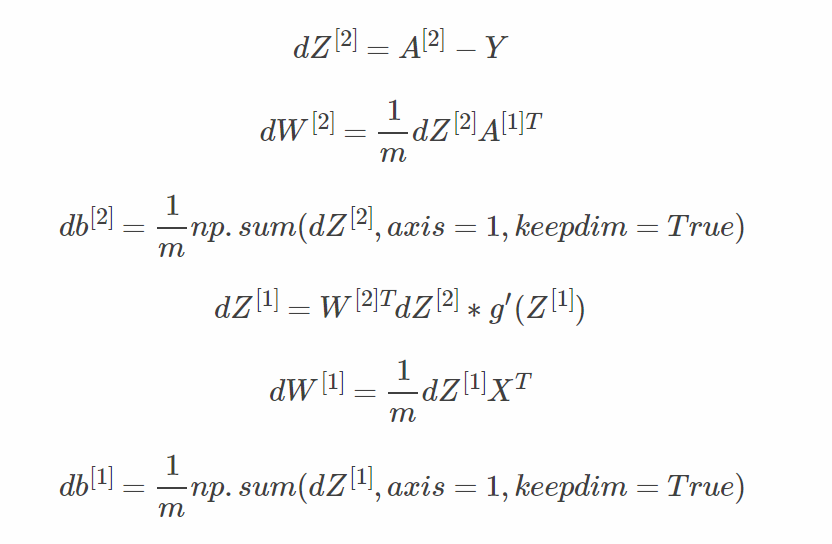 dZ^{[2]} = A^{[2]} − Y
dW^{[2]} = \frac{1}{m} dZ^{[2]} A^{[1]T}
db^{[2]} = \frac{1}{m} np.sum(dZ^{[2]}, axis = 1, keepdim = True)
dZ^{[1]} = W^{[2]T} dZ^{[2]} ∗ g′(Z^{[1]})
dW^{[1]} = \frac{1}{m} dZ^{[1]} X^{T}
db^{[1]} = \frac{1}{m} np.sum(dZ^{[1]}, axis = 1, keepdim = True)